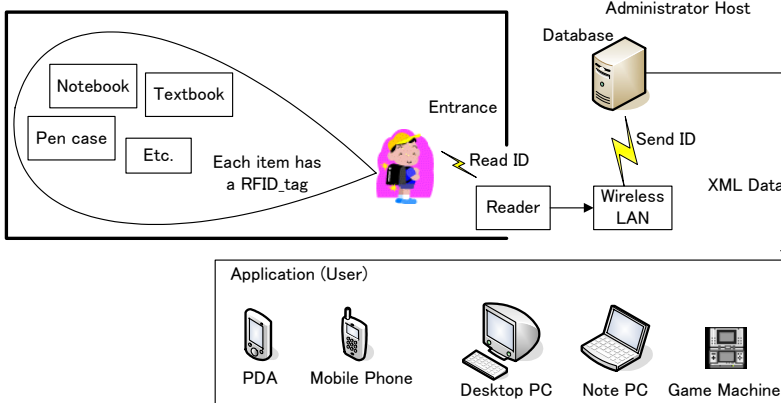 Administrator Host
Database
Notebook
Textbook
Pen case
Etc.
Each item has
a RFID_tag
Entrance
Read ID
Send ID
Reader
Wireless
LAN
XML Data
Application (User)
PDA
Mobile Phone
Desktop PC
Note PC
Game Machine